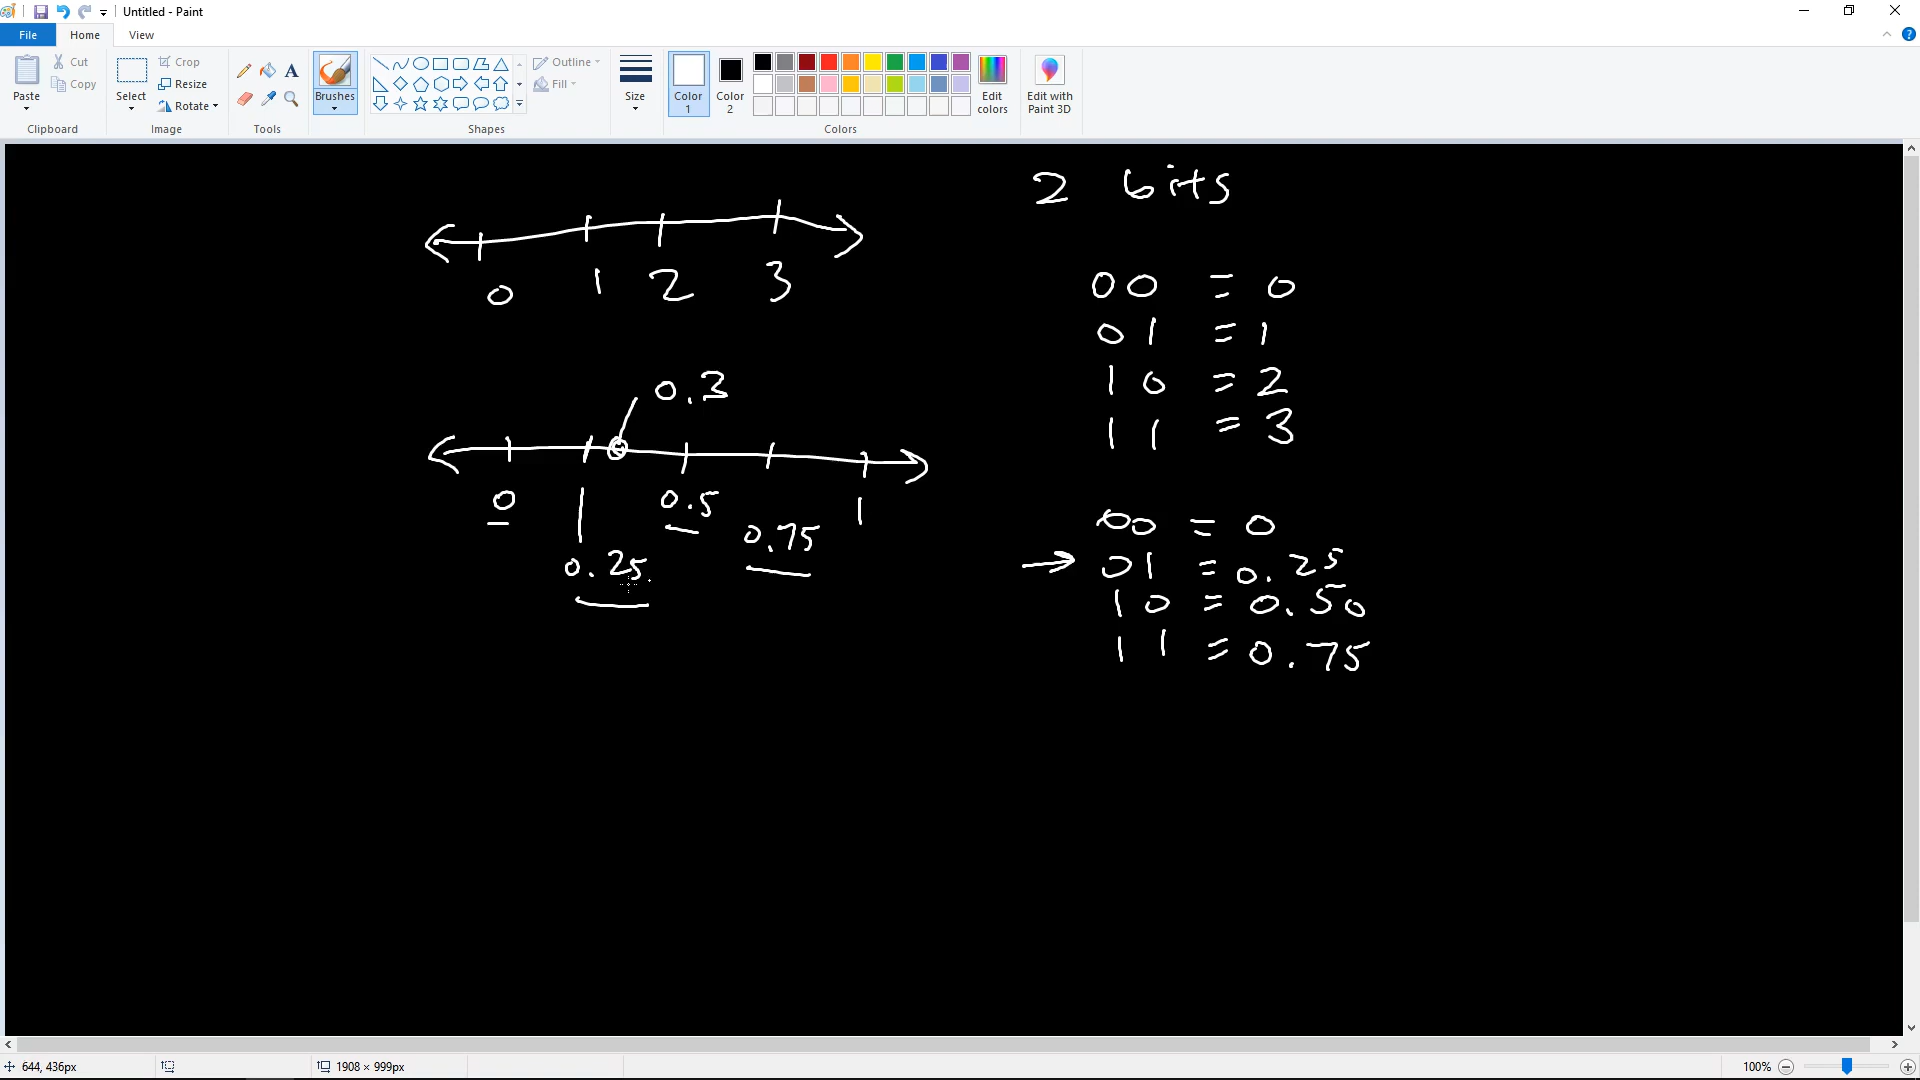 Untitled - Paint
File Home View
Paste
Cut
Copy
Clipboard
Select
Crop
Resize
Rotate
Image
A
Tools
Brushes
Shapes
Outline
Fill
Size
Color 1
Color 2
Colors
Edit colors
Edit with Paint 3D
2 bits
0 1 2 3
00 = 0
01 = 1
10 = 2
11 = 3
0.3
0 0.5 1
0.75
0.25
00 = 0
01 = 0.25
10 = 0.50
11 = 0.75
644, 436px
1908 × 999px
100%